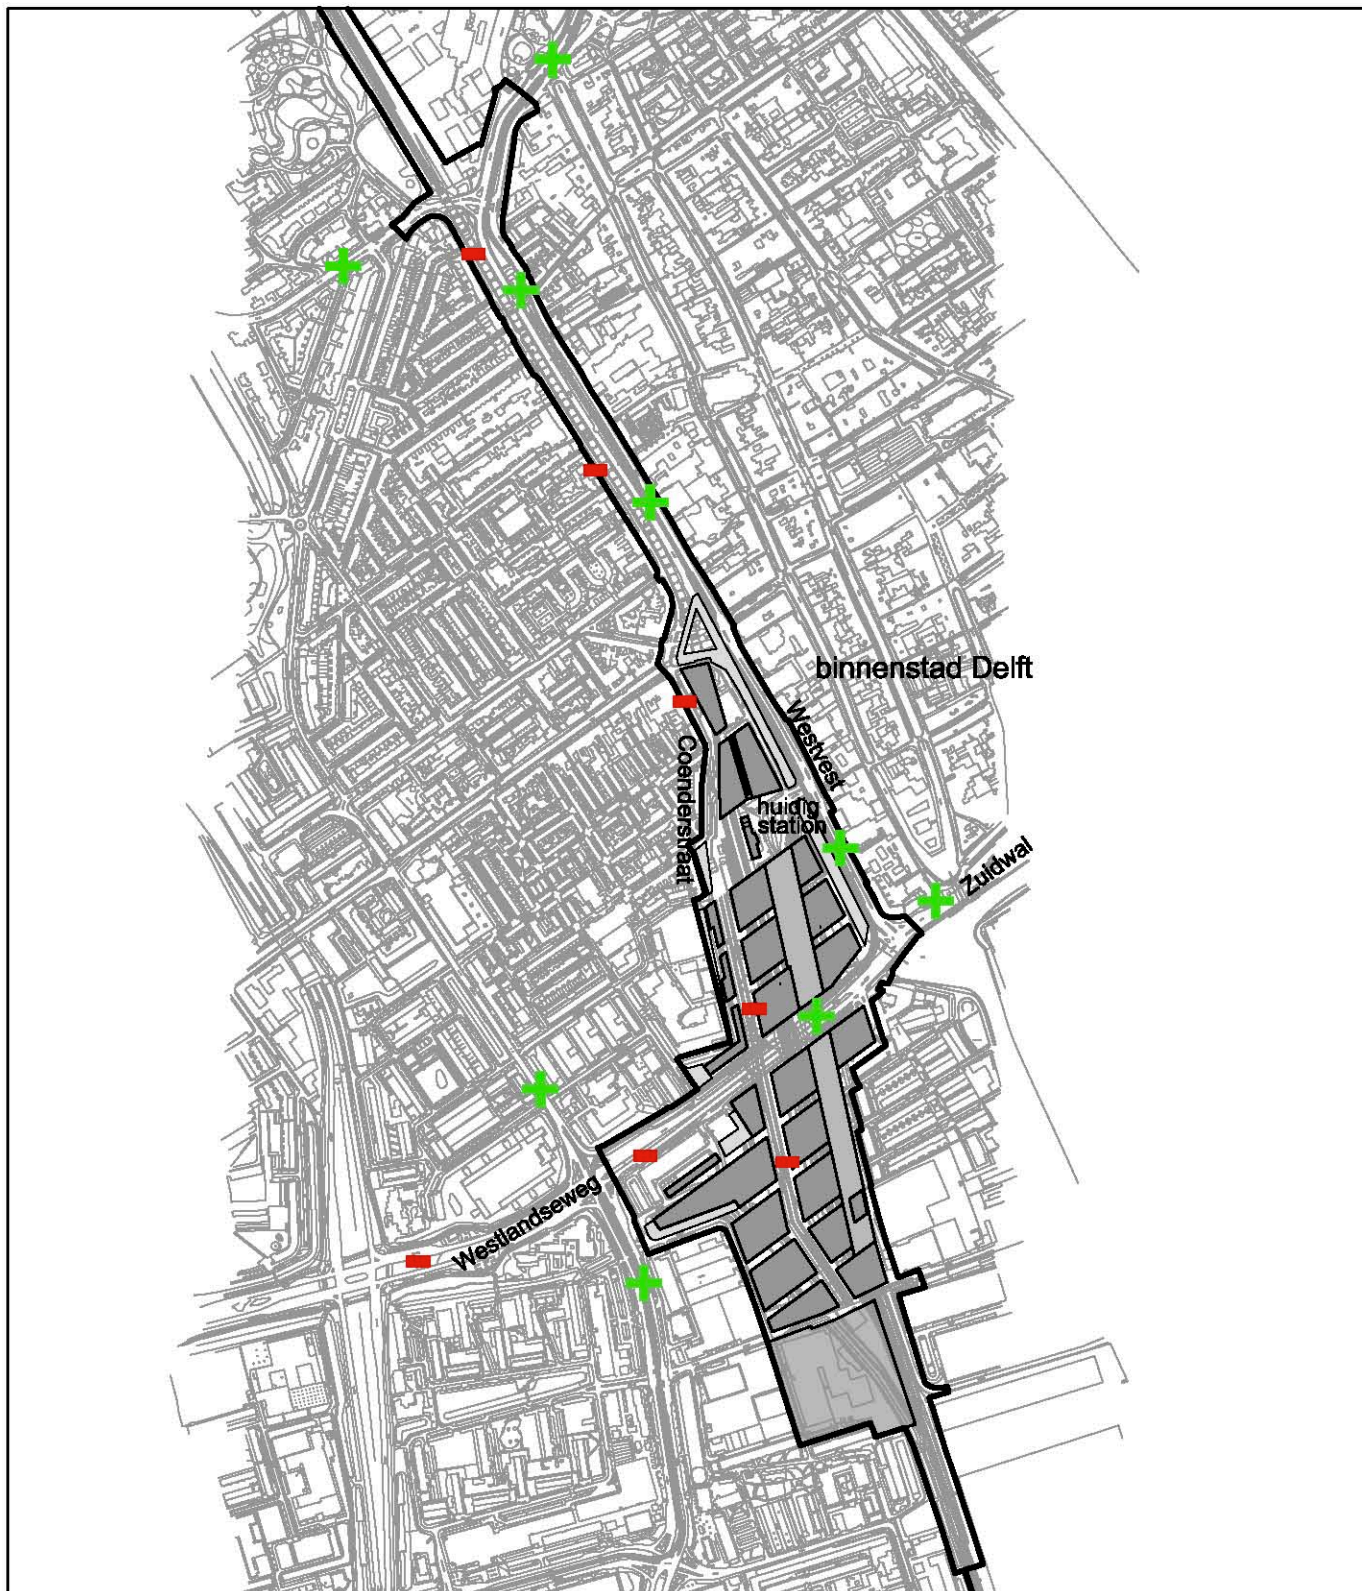 binnenstad Delft
Westvest
Coenderstraat
huidig
station
Zuidwal
Westlandseweg